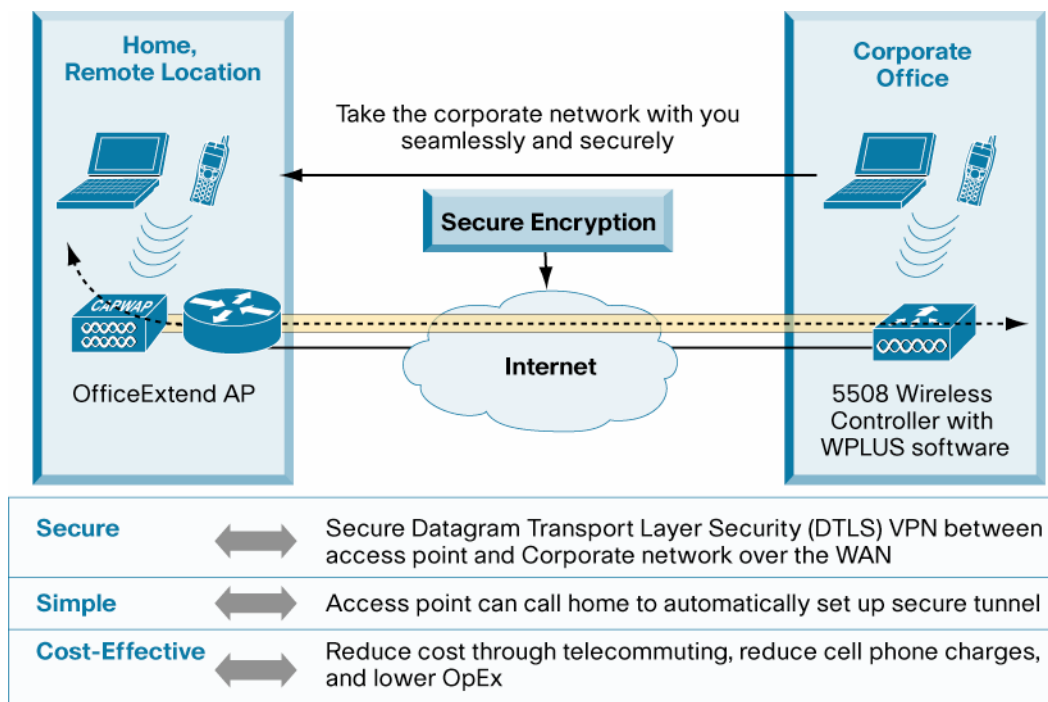 Home,
Remote Location
Corporate
Office
Take the corporate network with you
seamlessly and securely
Secure Encryption
CAPWAP
Internet
OfficeExtend AP
5508 Wireless
Controller with
WPLUS software
Secure
Secure Datagram Transport Layer Security (DTLS) VPN between
access point and Corporate network over the WAN
Simple
Access point can call home to automatically set up secure tunnel
Cost-Effective
Reduce cost through telecommuting, reduce cell phone charges,
and lower OpEx